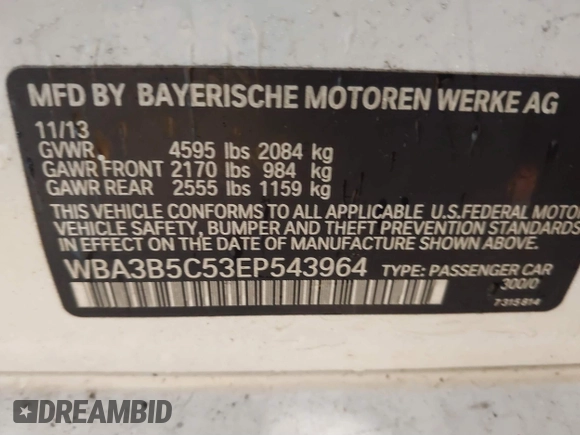 MFD BY BAYERISCHE MOTOREN WERKE AG
11/13
GVWR, 4595 lbs 2084 kg
GAWR FRONT 2170 lbs 984 kg
GAWR REAR 2555 lbs 1159 kg
THIS VEHICLE CONFORMS TO ALL APPLICABLE U.S.FEDERAL MOTO
VEHICLE SAFETY, BUMPER AND THEFT PREVENTION STANDARDS
ON THE DATE OF MANUFACTURE SHOWN ABOVE.
WBA3B5C53EP543964 TYPE: PASSENGER CAR
300/0
7315814
DREAMBID